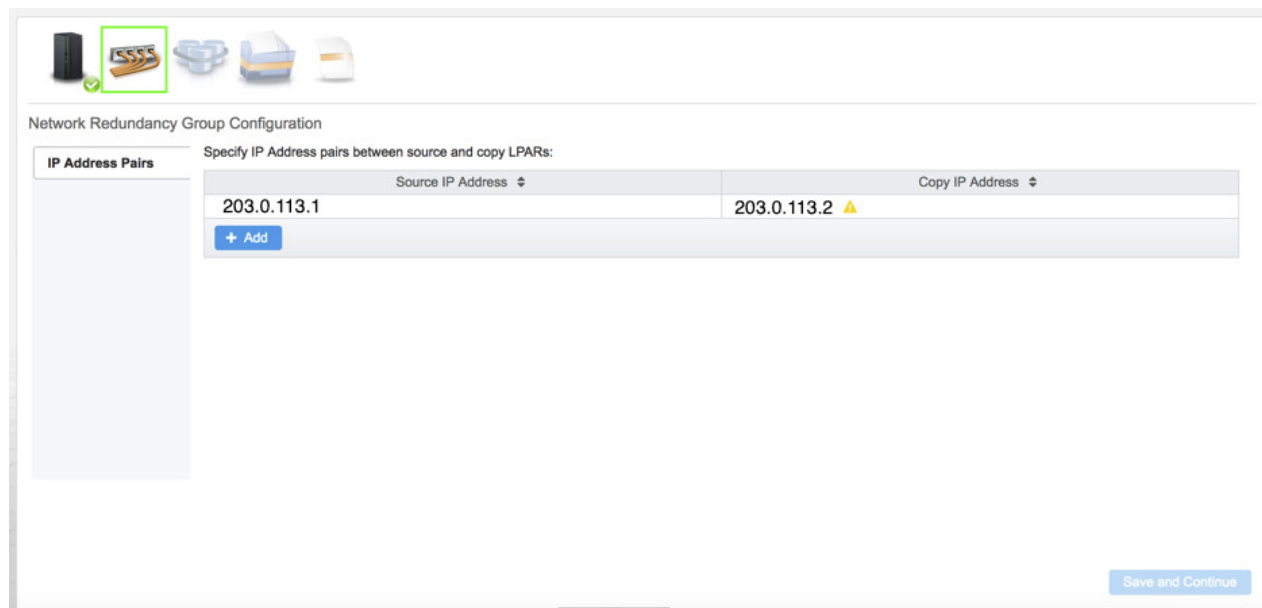 Network Redundancy Group Configuration
IP Address Pairs
Specify IP Address pairs between source and copy LPARs:
Source IP Address Copy IP Address
203.0.113.1 203.0.113.2
+ Add
Save and Continue